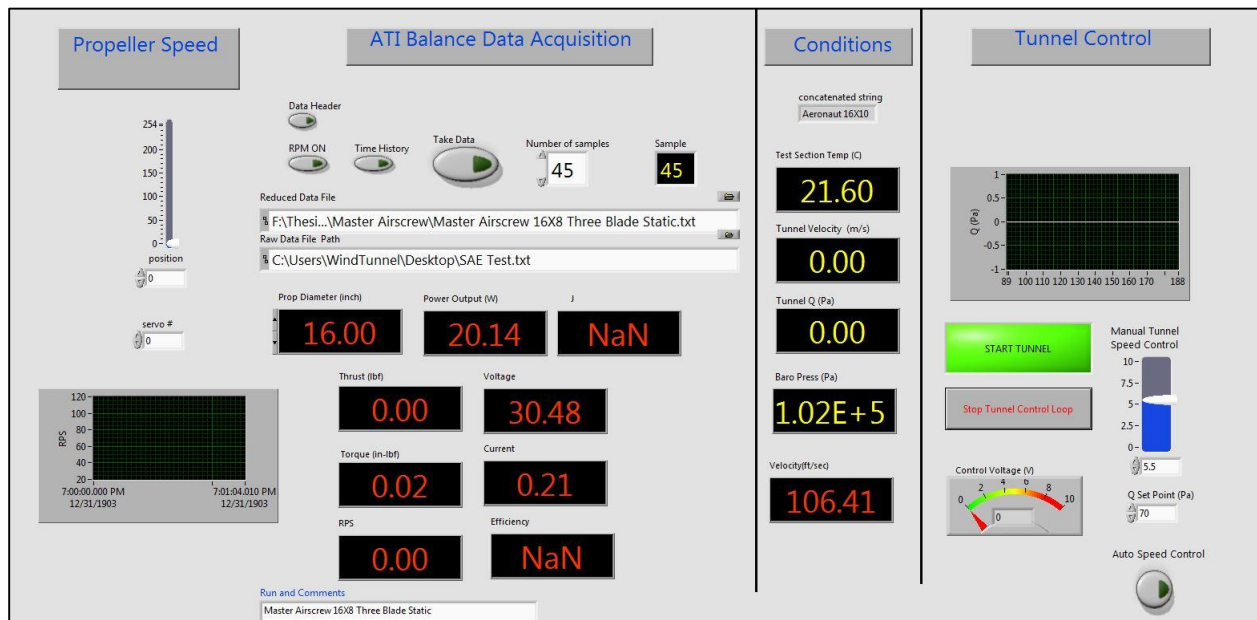 Propeller Speed
ATI Balance Data Acquisition
Conditions
Tunnel Control
254
200
150
100
50
0
position
0
servo #
0
120
100
80
60
40
20
RPS
7:00:00.000 PM
12/31/1903
7:01:04.010 PM
12/31/1903
Data Header
RPM ON
Time History
Take Data
Number of samples
45
Sample
45
Reduced Data File
F:\Thesi...\Master Airscrew\Master Airscrew 16X8 Three Blade Static.txt
Raw Data File Path
C:\Users\WindTunnel\Desktop\SAE Test.txt
Prop Diameter (inch)
16.00
Power Output (W)
20.14
J
NaN
Thrust (lbf)
0.00
Voltage
30.48
Torque (in-lbf)
0.02
Current
0.21
RPS
0.00
Efficiency
NaN
Run and Comments
Master Airscrew 16X8 Three Blade Static
concatenated string
Aeronaut 16X10
Test Section Temp (C)
21.60
Tunnel Velocity (m/s)
0.00
Tunnel Q (Pa)
0.00
Baro Press (Pa)
1.02E+5
Velocity(ft/sec)
106.41
Q (Pa)
1
0.5
0
-0.5
-1
89 100 110 120 130 140 150 160 170 188
START TUNNEL
Stop Tunnel Control Loop
Manual Tunnel
Speed Control
10
7.5
5
2.5
0
5.5
Control Voltage (V)
0 2 4 6 8 10
0
Q Set Point (Pa)
70
Auto Speed Control